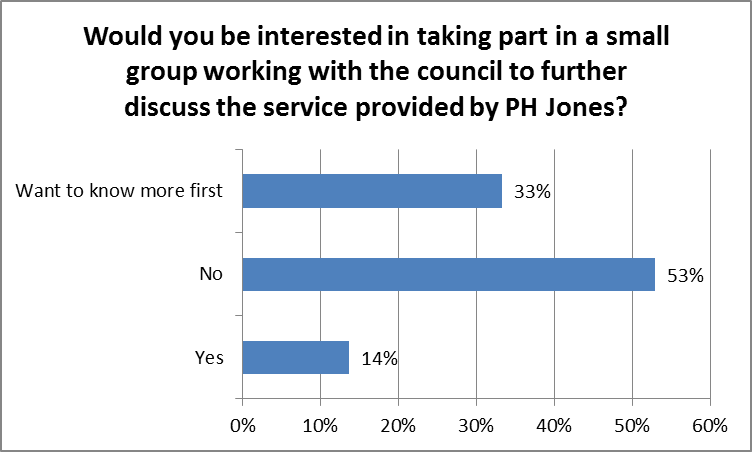 Would you be interested in taking part in a small
group working with the council to further
discuss the service provided by PH Jones?
Want to know more first
33%
No
53%
Yes
14%
0%
10%
20%
30%
40%
50%
60%